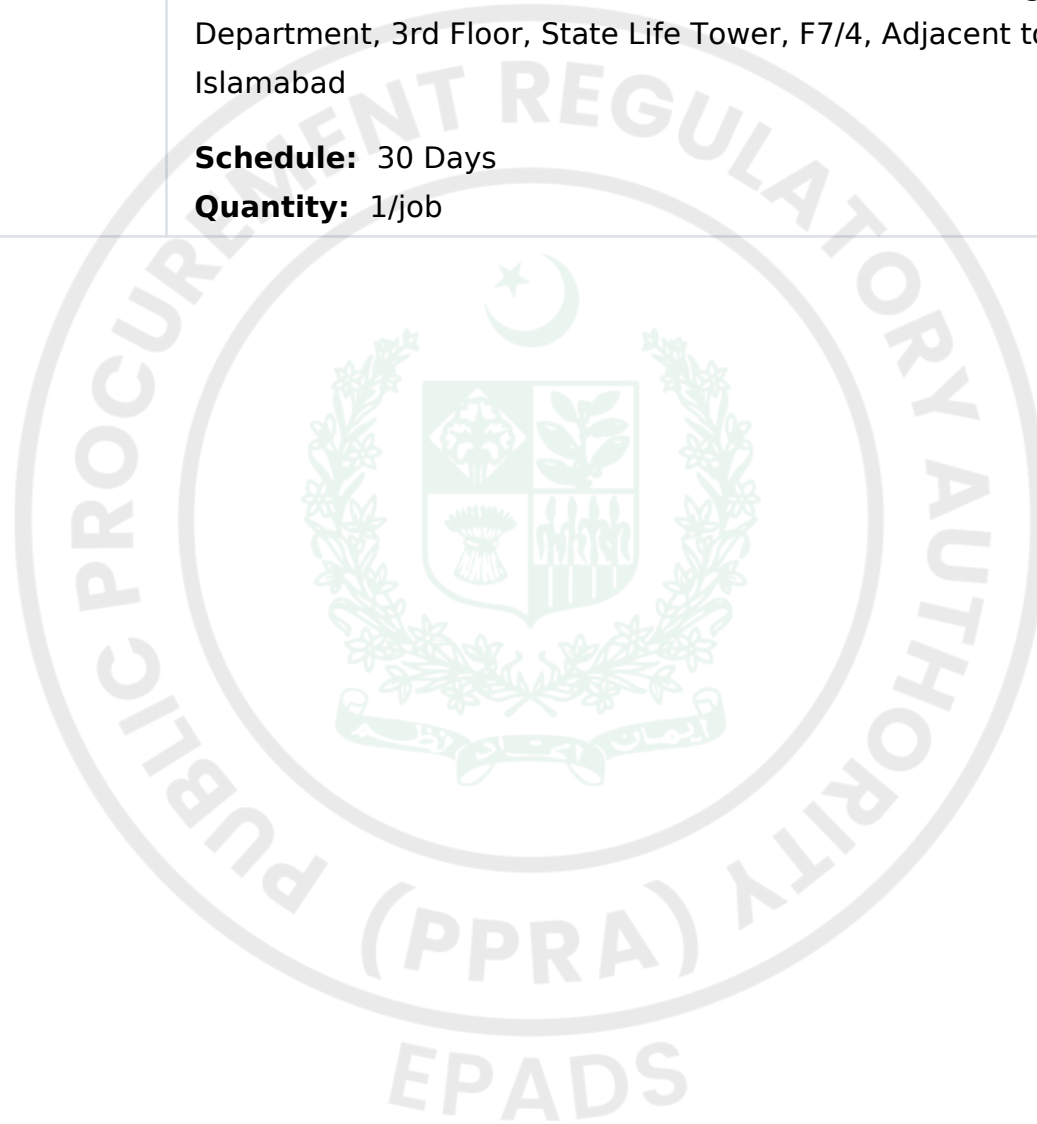 Department, 3rd Floor, State Life Tower, F7/4, Adjacent to
Islamabad
Schedule: 30 Days
Quantity: 1/job
PUBLIC PROCUREMENT REGULATORY AUTHORITY
(PPRA)
EPADS